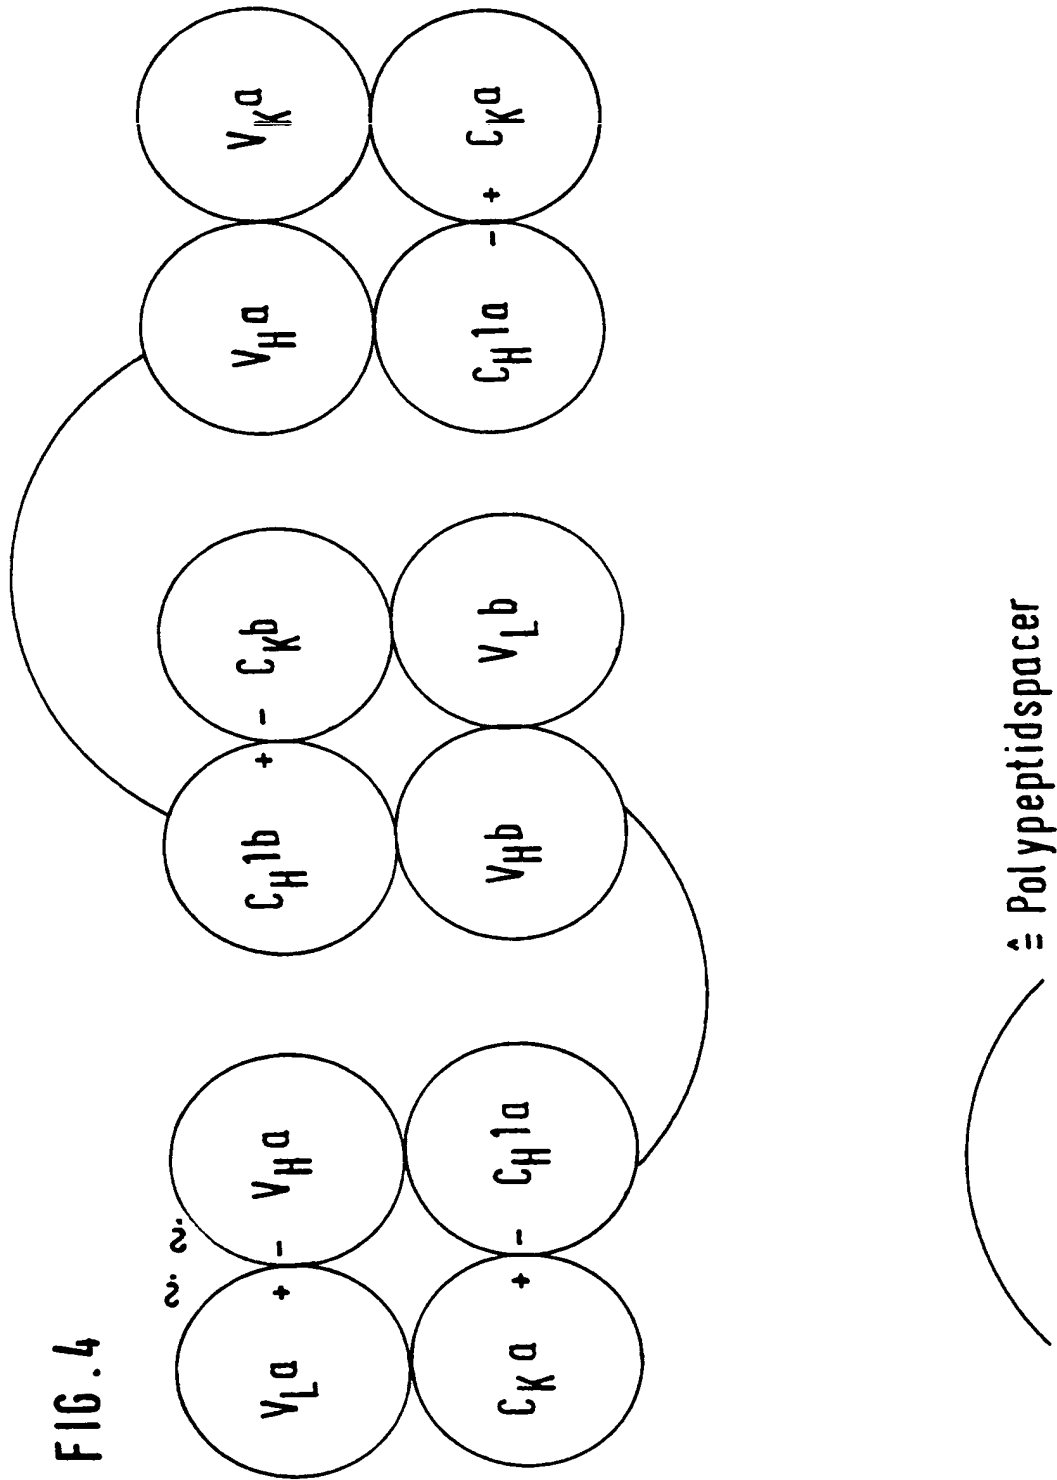 FIG.4
V_L a + - V_H a
? ?
C_K a + - C_H 1a
C_H 1b + - C_K b
V_H b V_L b
V_H a V_K a
C_H 1a - + C_K a
≙ Polypeptidspacer